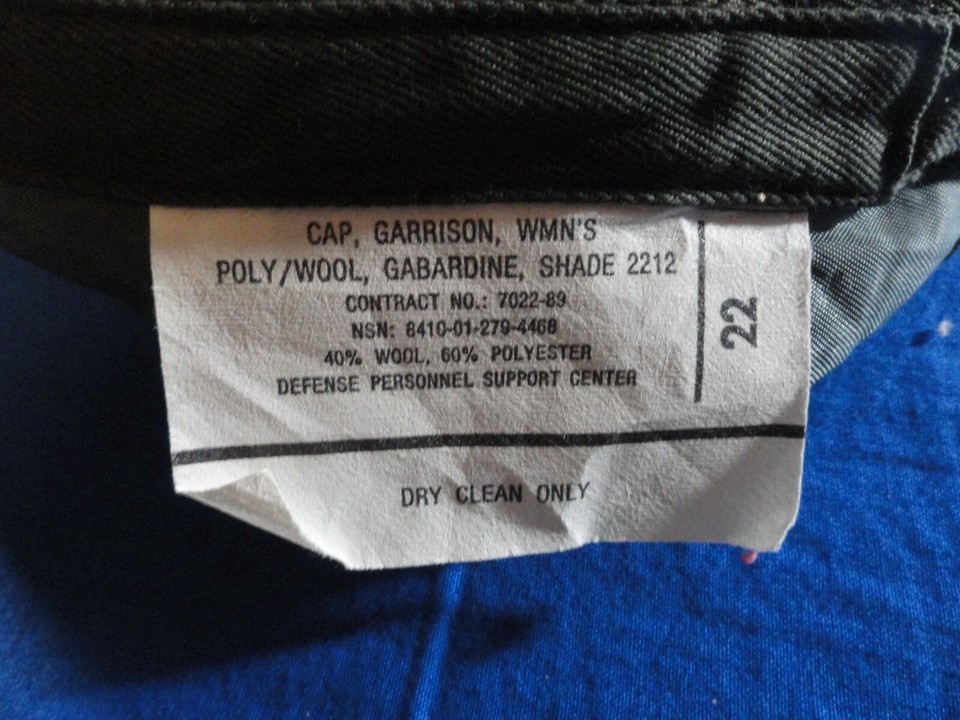 CAP, GARRISON, WMN'S
POLY/WOOL, GABARDINE, SHADE 2212
CONTRACT NO.: 7022-89
NSN: 8410-01-279-4468
40% WOOL, 60% POLYESTER
DEFENSE PERSONNEL SUPPORT CENTER
22
DRY CLEAN ONLY